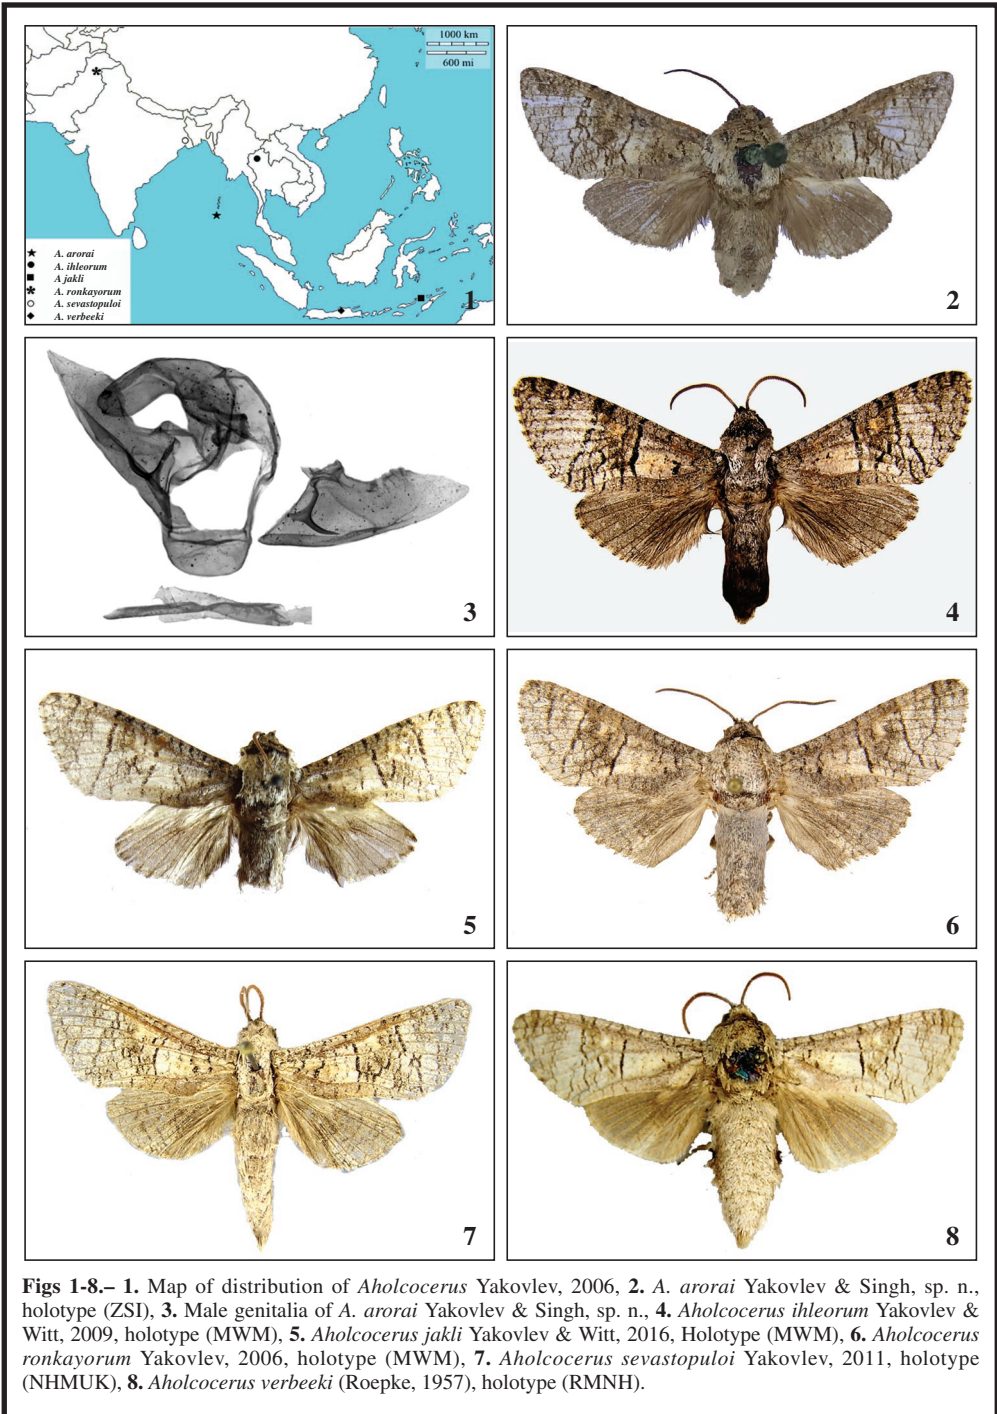 1000 km
600 mi
A. arorai
A. ihleorum
A jakli
A. ronkayorum
A. sevastopuloi
A. verbeeki
1
2
3
4
5
6
7
8
Figs 1-8.– 1. Map of distribution of Aholcocerus Yakovlev, 2006, 2. A. arorai Yakovlev & Singh, sp. n.,
holotype (ZSI), 3. Male genitalia of A. arorai Yakovlev & Singh, sp. n., 4. Aholcocerus ihleorum Yakovlev &
Witt, 2009, holotype (MWM), 5. Aholcocerus jakli Yakovlev & Witt, 2016, Holotype (MWM), 6. Aholcocerus
ronkayorum Yakovlev, 2006, holotype (MWM), 7. Aholcocerus sevastopuloi Yakovlev, 2011, holotype
(NHMUK), 8. Aholcocerus verbeeki (Roepke, 1957), holotype (RMNH).